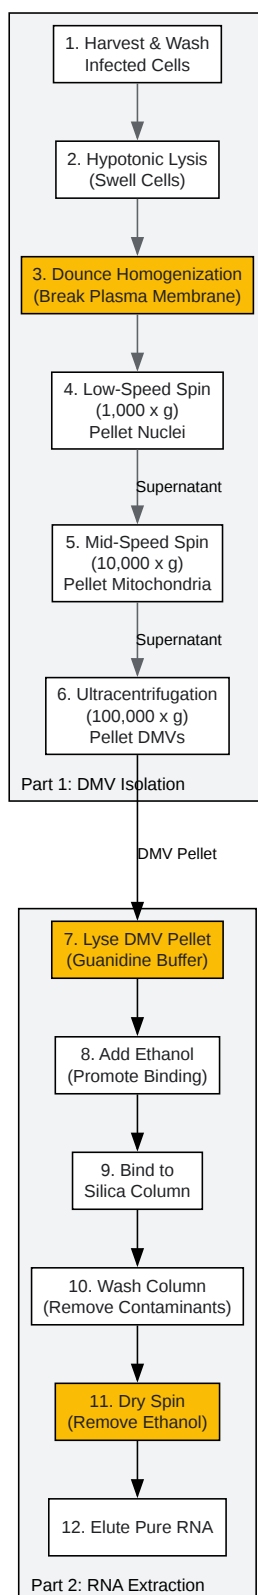 1. Harvest & Wash
Infected Cells
2. Hypotonic Lysis
(Swell Cells)
3. Dounce Homogenization
(Break Plasma Membrane)
4. Low-Speed Spin
(1,000 x g)
Pellet Nuclei
Supernatant
5. Mid-Speed Spin
(10,000 x g)
Pellet Mitochondria
Supernatant
6. Ultracentrifugation
(100,000 x g)
Pellet DMVs
Part 1: DMV Isolation
DMV Pellet
7. Lyse DMV Pellet
(Guanidine Buffer)
8. Add Ethanol
(Promote Binding)
9. Bind to
Silica Column
10. Wash Column
(Remove Contaminants)
11. Dry Spin
(Remove Ethanol)
12. Elute Pure RNA
Part 2: RNA Extraction